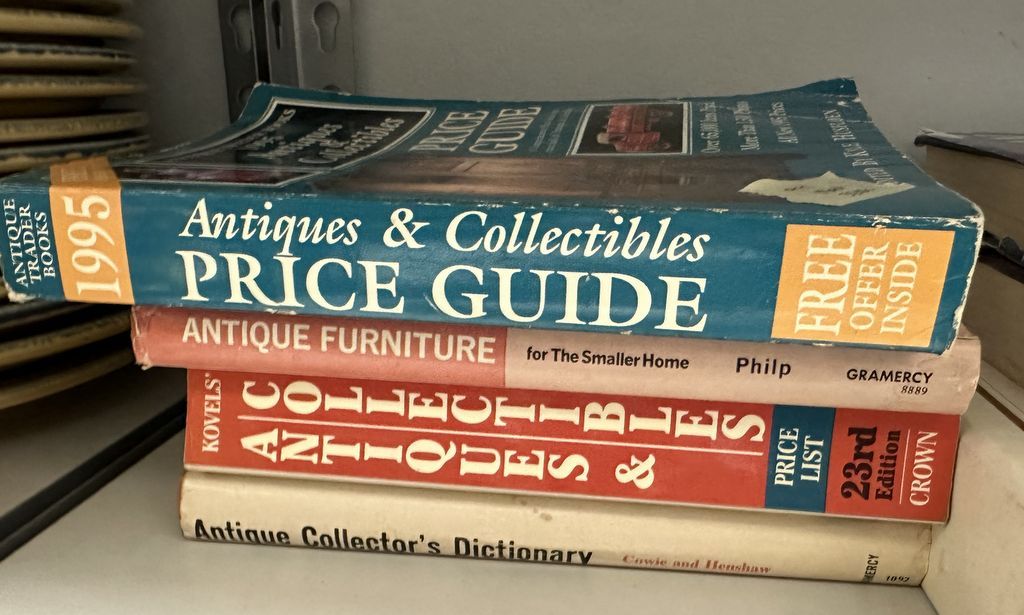 PRICE
GUIDE
ANTIQUE
TRADER
BOOKS
1995
Antiques & Collectibles
PRICE GUIDE
FREE
OFFER
INSIDE
ANTIQUE FURNITURE
for The Smaller Home
Philp
GRAMERCY
8889
KOVELS'
ANTIQUES &
COLLECTIBLES
PRICE
LIST
23rd
Edition
CROWN
Antique Collector's Dictionary
Cowie and Henshaw
1092